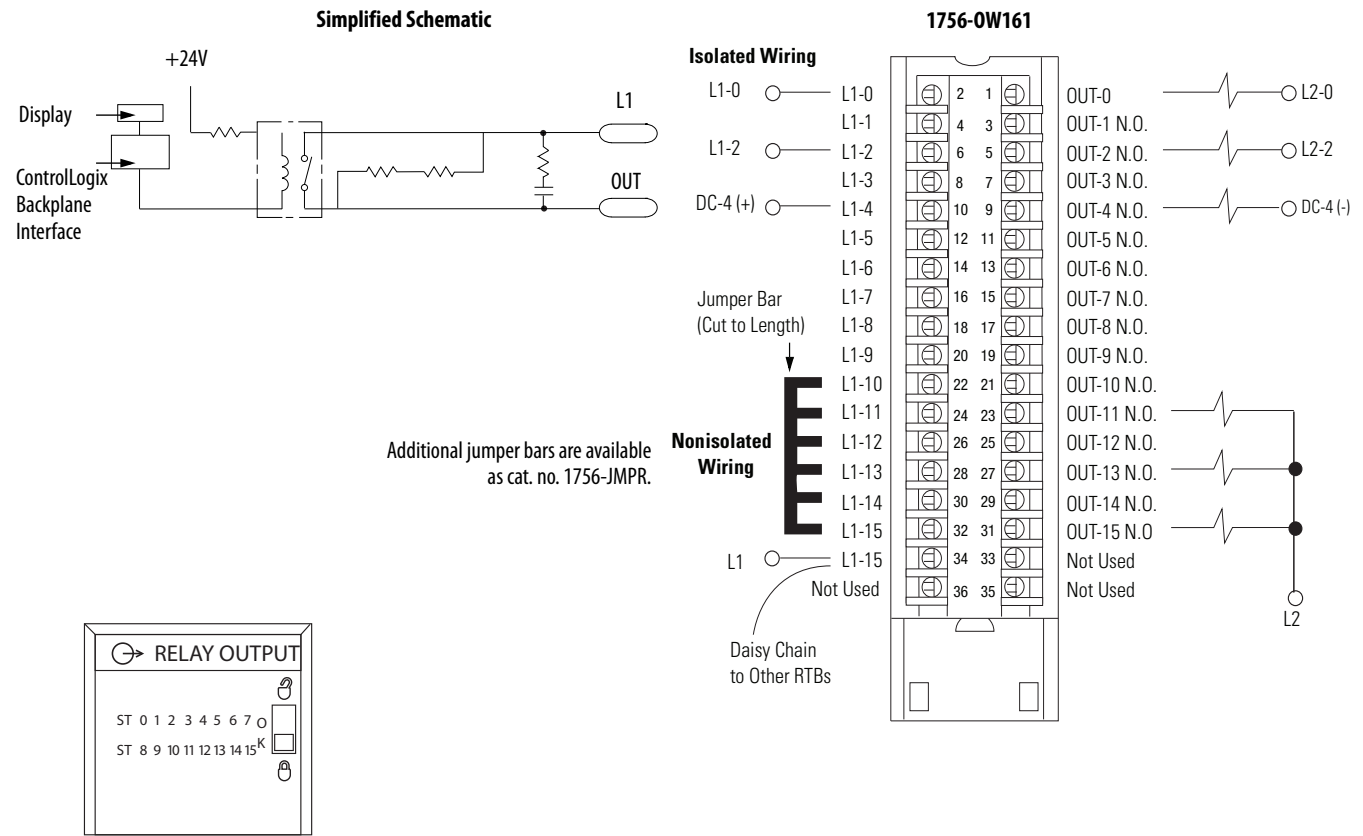 Simplified Schematic
1756-OW161
+24V
Display
ControlLogix
Backplane
Interface
L1
OUT
Isolated Wiring
L1-0
L1-2
DC-4 (+)
L1-0
L1-1
L1-2
L1-3
L1-4
L1-5
L1-6
L1-7
L1-8
L1-9
L1-10
L1-11
L1-12
L1-13
L1-14
L1-15
L1-15
Not Used
Jumper Bar
(Cut to Length)
Additional jumper bars are available
as cat. no. 1756-JMPR.
Nonisolated
Wiring
L1
Daisy Chain
to Other RTBs
2 1
4 3
6 5
8 7
10 9
12 11
14 13
16 15
18 17
20 19
22 21
24 23
26 25
28 27
30 29
32 31
34 33
36 35
OUT-0
OUT-1 N.O.
OUT-2 N.O.
OUT-3 N.O.
OUT-4 N.O.
OUT-5 N.O.
OUT-6 N.O.
OUT-7 N.O.
OUT-8 N.O.
OUT-9 N.O.
OUT-10 N.O.
OUT-11 N.O.
OUT-12 N.O.
OUT-13 N.O.
OUT-14 N.O.
OUT-15 N.O
Not Used
Not Used
L2-0
L2-2
DC-4 (-)
L2
RELAY OUTPUT
ST 0 1 2 3 4 5 6 7 O
ST 8 9 10 11 12 13 14 15 K